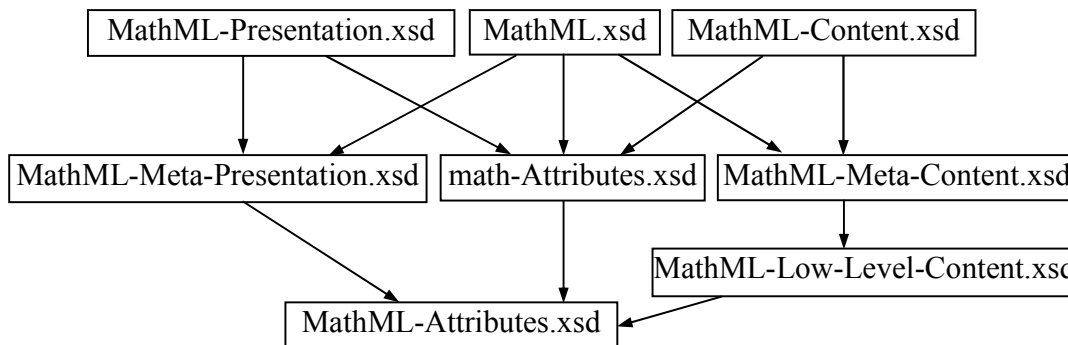 MathML-Presentation.xsd
MathML.xsd
MathML-Content.xsd
MathML-Meta-Presentation.xsd
math-Attributes.xsd
MathML-Meta-Content.xsd
MathML-Low-Level-Content.xsd
MathML-Attributes.xsd